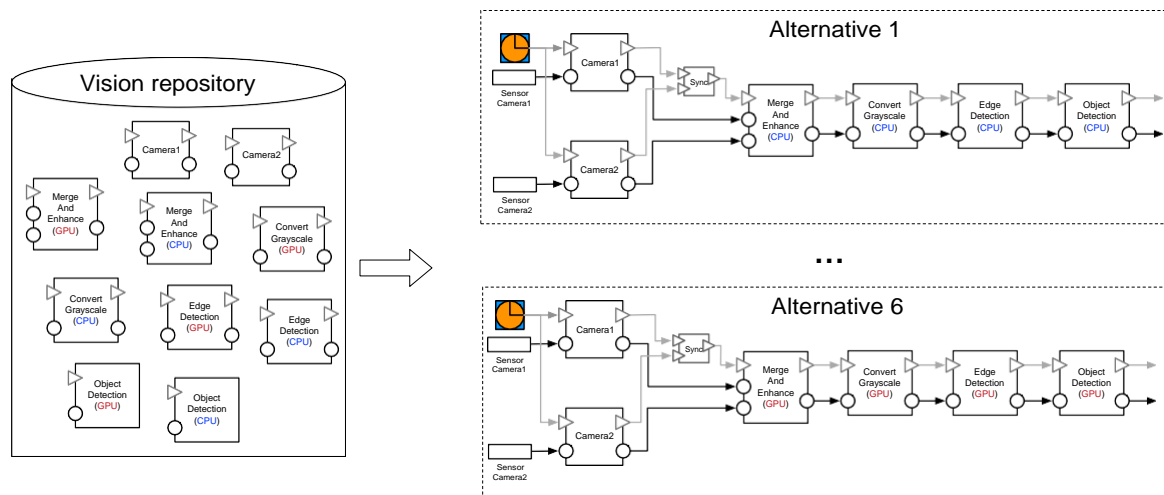 Vision repository
Camera1
Camera2
Merge
And
Enhance
(GPU)
Merge
And
Enhance
(CPU)
Convert
Grayscale
(GPU)
Convert
Grayscale
(CPU)
Edge
Detection
(GPU)
Edge
Detection
(CPU)
Object
Detection
(GPU)
Object
Detection
(CPU)
Alternative 1
Camera1
Sensor
Camera1
Sync
Merge
And
Enhance
(CPU)
Convert
Grayscale
(CPU)
Edge
Detection
(CPU)
Object
Detection
(CPU)
Camera2
Sensor
Camera2
...
Alternative 6
Camera1
Sensor
Camera1
Sync
Merge
And
Enhance
(GPU)
Convert
Grayscale
(GPU)
Edge
Detection
(GPU)
Object
Detection
(GPU)
Camera2
Sensor
Camera2